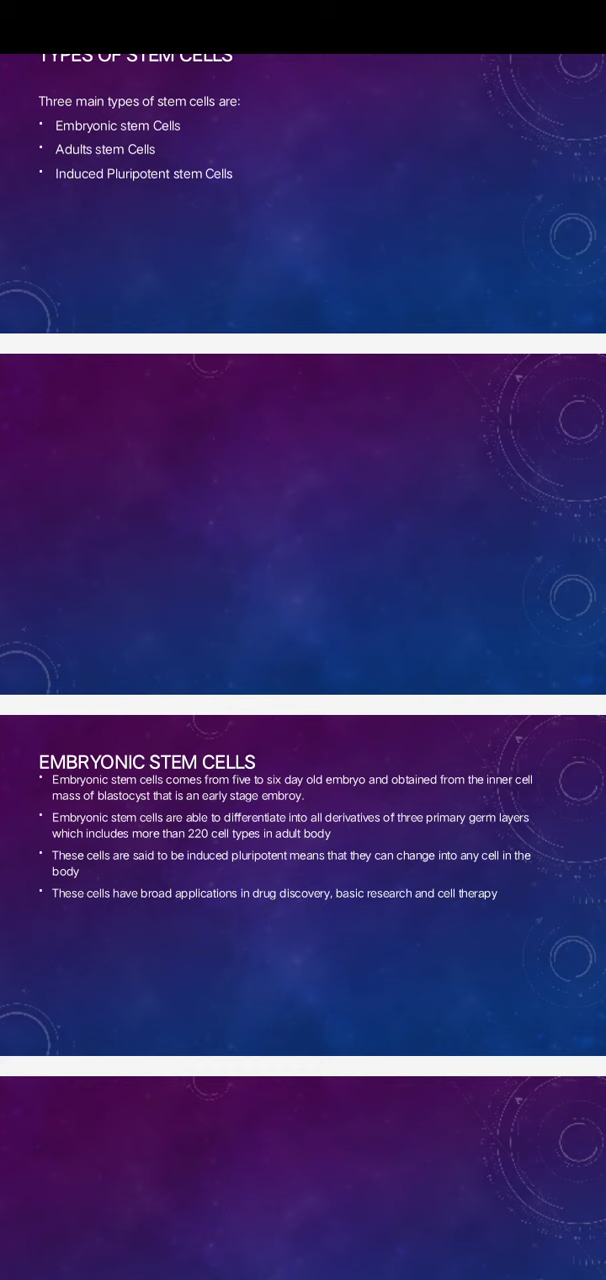 TYPES OF STEM CELLS
Three main types of stem cells are:
• Embryonic stem Cells
• Adults stem Cells
• Induced Pluripotent stem Cells
EMBRYONIC STEM CELLS
• Embryonic stem cells comes from five to six day old embryo and obtained from the inner cell
mass of blastocyst that is an early stage embroy.
• Embryonic stem cells are able to differentiate into all derivatives of three primary germ layers
which includes more than 220 cell types in adult body
• These cells are said to be induced pluripotent means that they can change into any cell in the
body
• These cells have broad applications in drug discovery, basic research and cell therapy